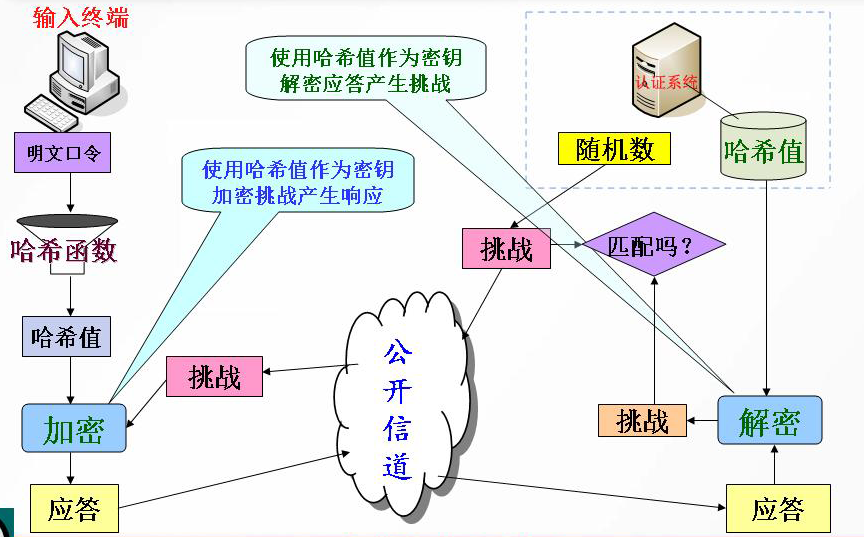 输入终端
使用哈希值作为密钥
解密应答产生挑战
认证系统
明文口令
随机数
哈希值
使用哈希值作为密钥
加密挑战产生响应
哈希函数
挑战
匹配吗？
哈希值
公开信道
挑战
加密
挑战
解密
应答
应答